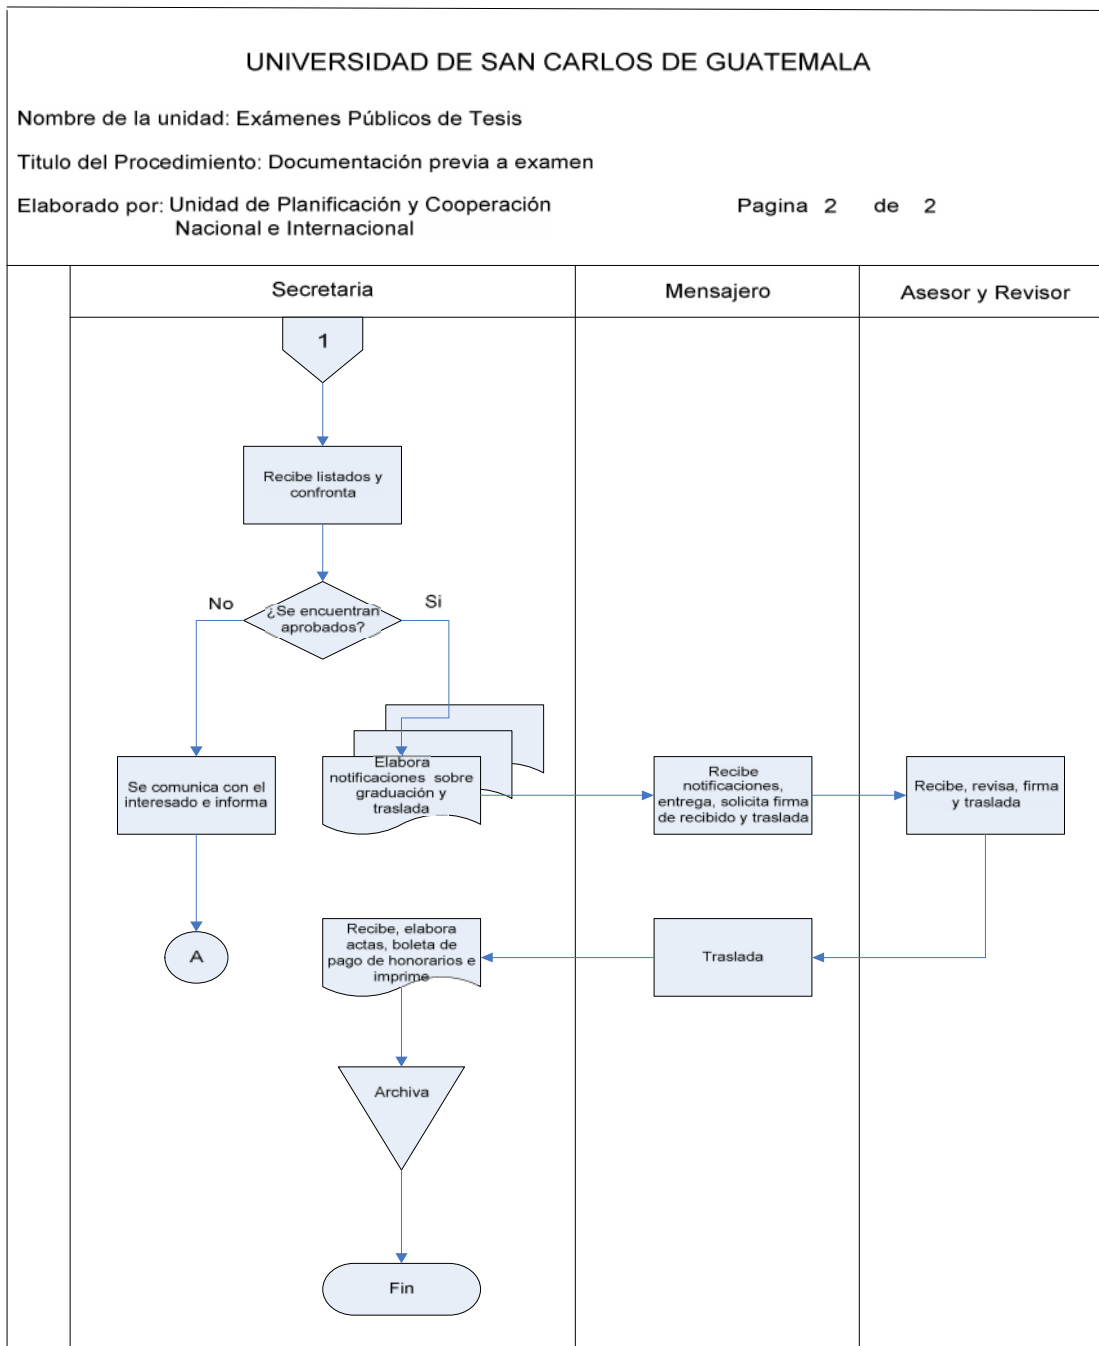 UNIVERSIDAD DE SAN CARLOS DE GUATEMALA
Nombre de la unidad: Exámenes Públicos de Tesis
Titulo del Procedimiento: Documentación previa a examen
Elaborado por: Unidad de Planificación y Cooperación
Nacional e Internacional
Pagina 2 de 2
Secretaria
Mensajero
Asesor y Revisor
1
Recibe listados y
confronta
No
¿Se encuentran
aprobados?
Si
Se comunica con el
interesado e informa
Elabora
notificaciones sobre
graduación y
traslada
Recibe
notificaciones,
entrega, solicita firma
de recibido y traslada
Recibe, revisa, firma
y traslada
A
Recibe, elabora
actas, boleta de
pago de honorarios e
imprime
Traslada
Archiva
Fin